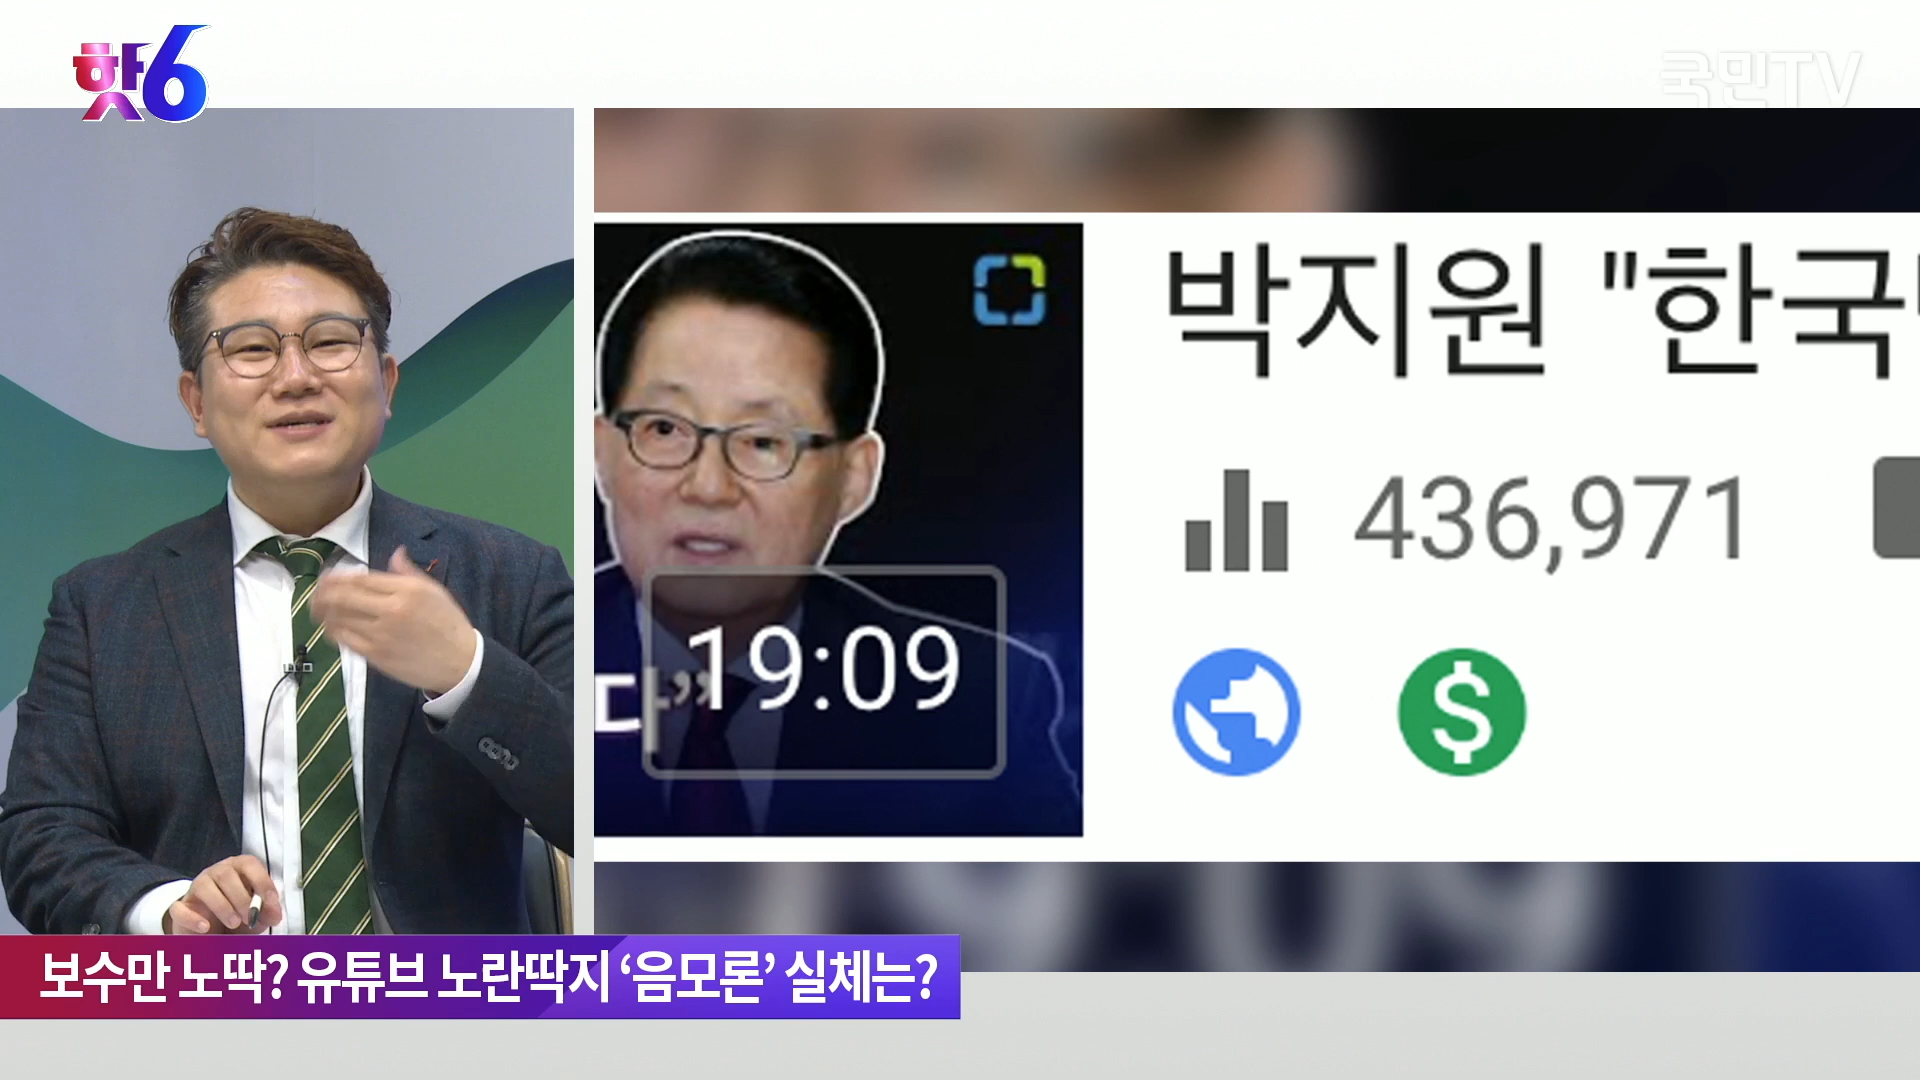 핫6
국민TV
박지원 "한국
436,971
다”
19:09
보수만 노딱? 유튜브 노란딱지 ‘음모론’ 실체는?